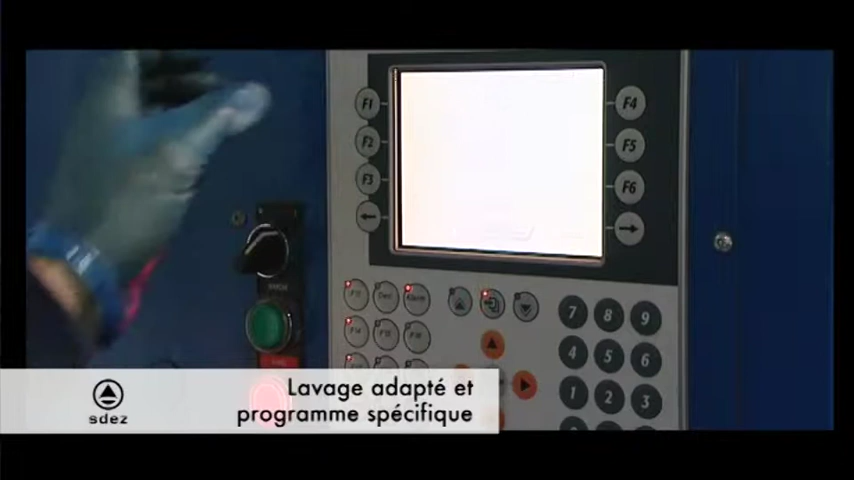 F1
F4
F2
F5
F3
F6
Alarm
7 8 9
4 5 6
1 2 3
Lavage adapté et
programme spécifique
sdez